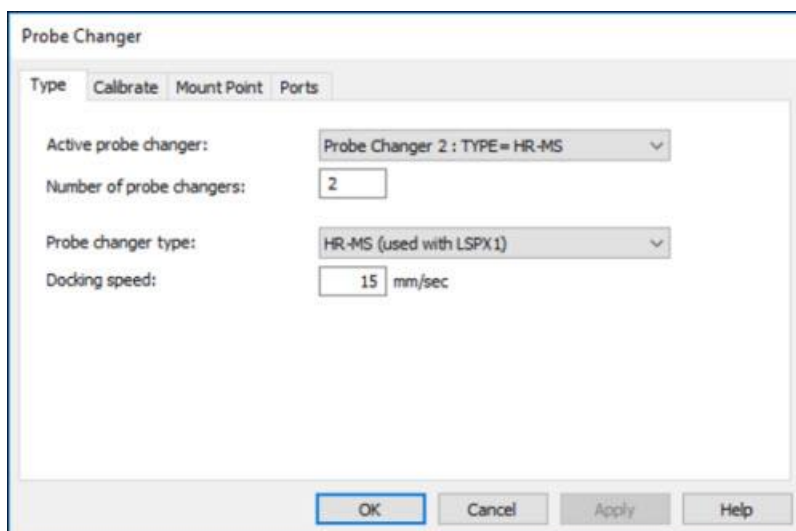 Probe Changer
Type Calibrate Mount Point Ports
Active probe changer: Probe Changer 2 : TYPE= HR-MS
Number of probe changers: 2
Probe changer type: HR-MS (used with LSPX1)
Docking speed: 15 mm/sec
OK Cancel Apply Help